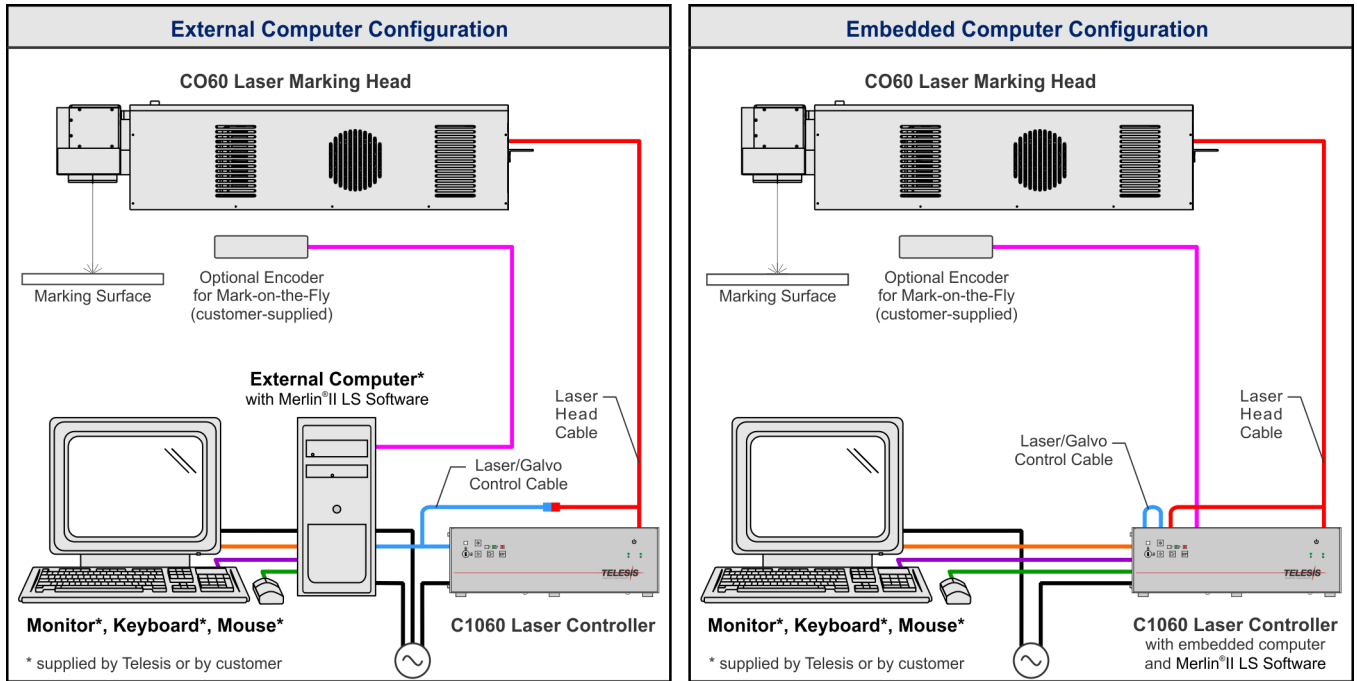 External Computer Configuration
CO60 Laser Marking Head
Marking Surface
Optional Encoder
for Mark-on-the-Fly
(customer-supplied)
External Computer*
with Merlin®II LS Software
Laser
Head
Cable
Laser/Galvo
Control Cable
TELESIS
Monitor*, Keyboard*, Mouse*
C1060 Laser Controller
* supplied by Telesis or by customer
Embedded Computer Configuration
CO60 Laser Marking Head
Marking Surface
Optional Encoder
for Mark-on-the-Fly
(customer-supplied)
Laser
Head
Cable
Laser/Galvo
Control Cable
TELESIS
Monitor*, Keyboard*, Mouse*
C1060 Laser Controller
with embedded computer
and Merlin®II LS Software
* supplied by Telesis or by customer